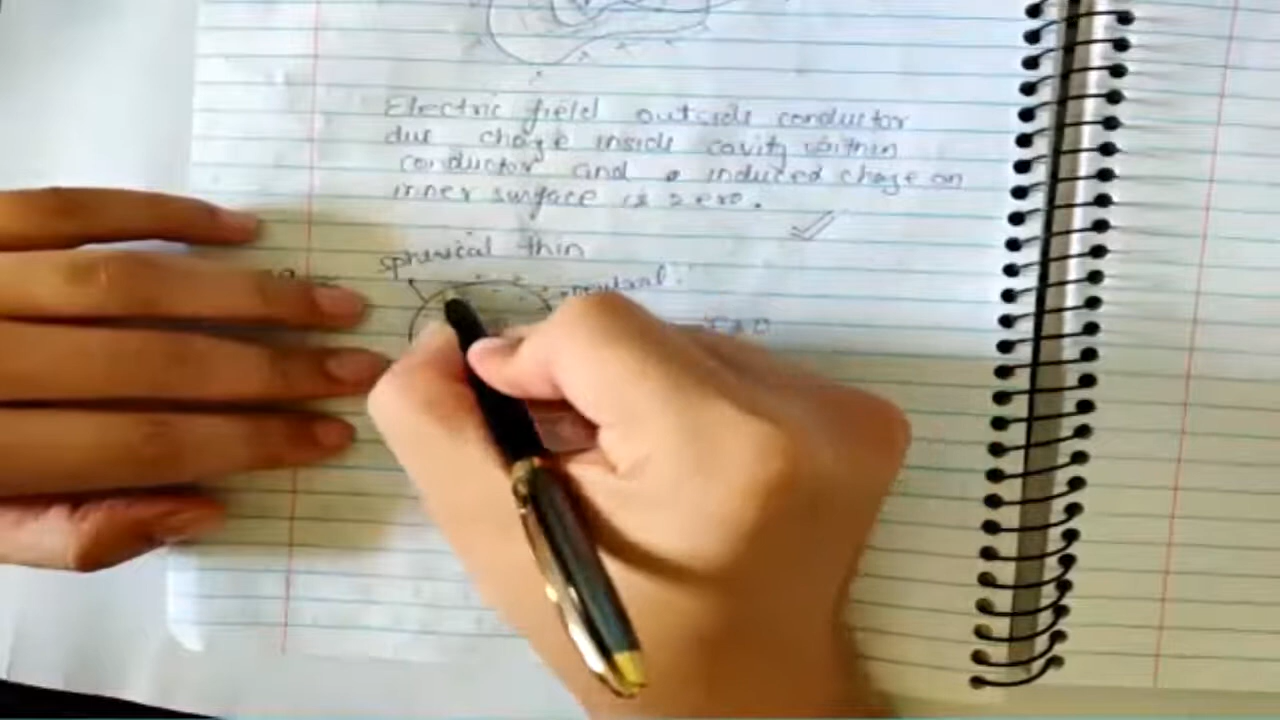 Electric field outside conductor
due charge inside cavity within
conductor and induced charge on
inner surface is zero.
spherical thin
neutral.